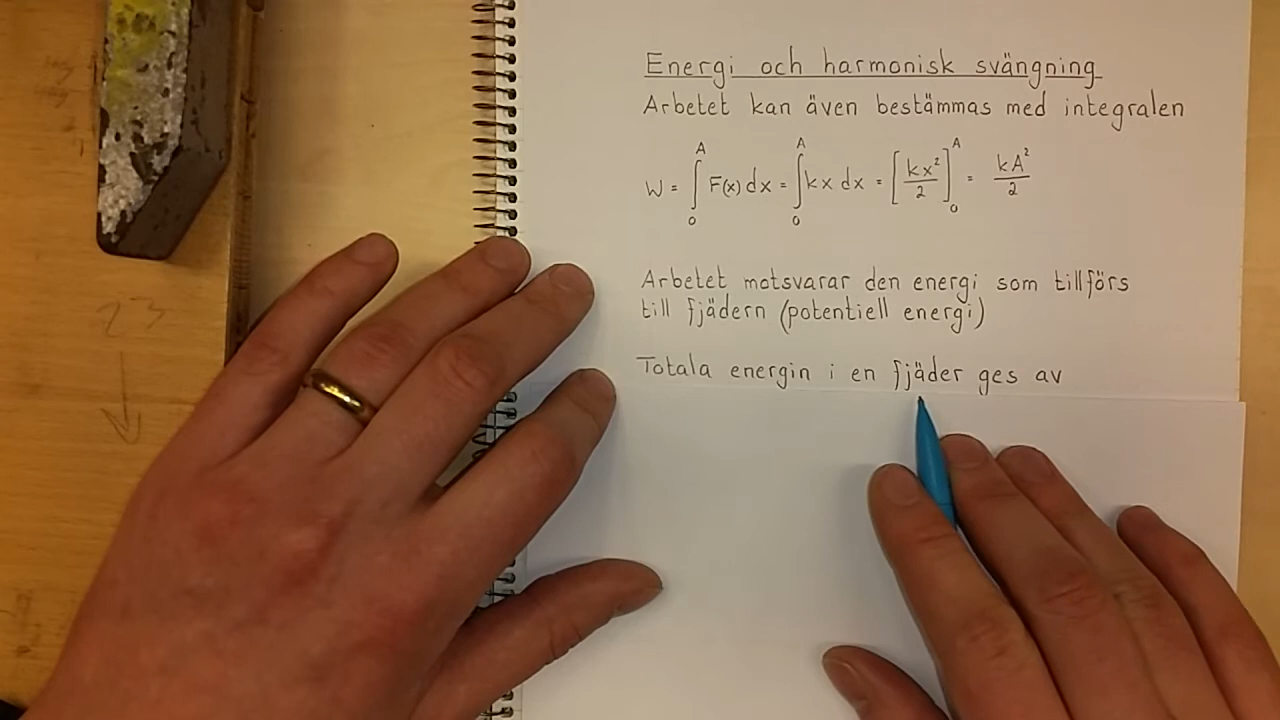 Energi och harmonisk svängning
Arbetet kan även bestämmas med integralen
W = ∫₀ᴬ F(x) dx = ∫₀ᴬ kx dx = [kx²/2]₀ᴬ = kA²/2
Arbetet motsvarar den energi som tillförs
till fjädern (potentiell energi)
Totala energin i en fjäder ges av
23